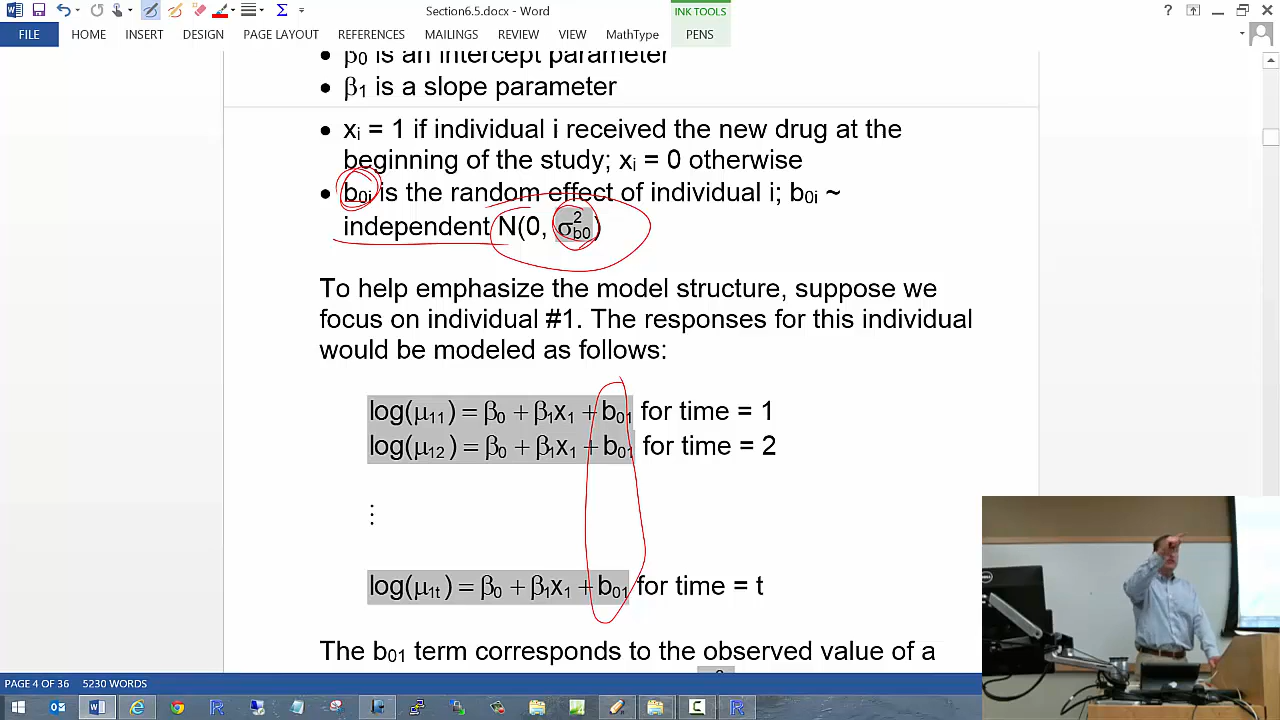 Section6.5.docx - Word
INK TOOLS
FILE HOME INSERT DESIGN PAGE LAYOUT REFERENCES MAILINGS REVIEW VIEW MathType PENS
• β₀ is an intercept parameter
• β₁ is a slope parameter
• xᵢ = 1 if individual i received the new drug at the
beginning of the study; xᵢ = 0 otherwise
• b₀ᵢ is the random effect of individual i; b₀ᵢ ~
independent N(0, σ²b0)
To help emphasize the model structure, suppose we
focus on individual #1. The responses for this individual
would be modeled as follows:
log(μ₁₁) = β₀ + β₁x₁ + b₀₁ for time = 1
log(μ₁₂) = β₀ + β₁x₁ + b₀₁ for time = 2
⋮
log(μ₁t) = β₀ + β₁x₁ + b₀₁ for time = t
The b₀₁ term corresponds to the observed value of a
PAGE 4 OF 36 5230 WORDS